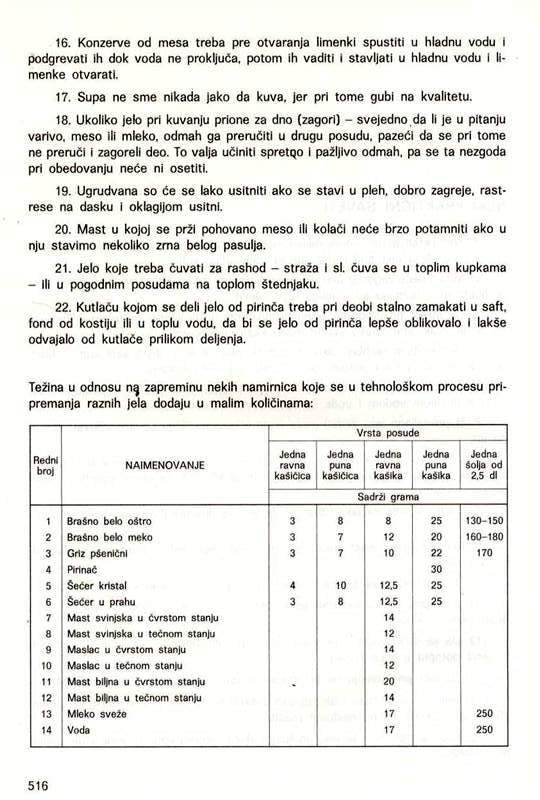 16. Konzerve od mesa treba pre otvaranja limenki spustiti u hladnu vodu i
podgrevati ih dok voda ne proključa, potom ih vaditi i stavljati u hladnu vodu i li-
menke otvarati.
17. Supa ne sme nikada jako da kuva, jer pri tome gubi na kvalitetu.
18. Ukoliko jelo pri kuvanju prione za dno (zagori) – svejedno da li je u pitanju
varivo, meso ili mleko, odmah ga preručiti u drugu posudu, pazeći da se pri tome
ne preruči i zagoreli deo. To valja učiniti spretno i pažljivo odmah, pa se ta nezgoda
pri obedovanju neće ni osetiti.
19. Ugrudvana so će se lako usitniti ako se stavi u pleh, dobro zagreje, rast-
rese na dasku i oklagijom usitni.
20. Mast u kojoj se prži pohovano meso ili kolači neće brzo potamniti ako u
nju stavimo nekoliko zrna belog pasulja.
21. Jelo koje treba čuvati za rashod – straža i sl. čuva se u toplim kupkama
– ili u pogodnim posudama na toplom štednjaku.
22. Kutlaču kojom se deli jelo od pirinča treba pri deobi stalno zamakati u saft,
fond od kostiju ili u toplu vodu, da bi se jelo od pirinča lepše oblikovalo i lakše
odvajalo od kutlače prilikom deljenja.
Težina u odnosu na zapreminu nekih namirnica koje se u tehnološkom procesu pri-
premanja raznih jela dodaju u malim količinama:
Vrsta posude
Redni broj NAIMENOVANJE Jedna ravna kašičica Jedna puna kašičica Jedna ravna kašika Jedna puna kašika Jedna šolja od 2,5 dl
Sadrži grama
1 Brašno belo oštro 3 8 8 25 130–150
2 Brašno belo meko 3 7 12 20 160–180
3 Griz pšenični 3 7 10 22 170
4 Pirinač 30
5 Šećer kristal 4 10 12,5 25
6 Šećer u prahu 3 8 12,5 25
7 Mast svinjska u čvrstom stanju 14
8 Mast svinjska u tečnom stanju 12
9 Maslac u čvrstom stanju 14
10 Maslac u tečnom stanju 12
11 Mast biljna u čvrstom stanju 20
12 Mast biljna u tečnom stanju 14
13 Mleko sveže 17 250
14 Voda 17 250
516